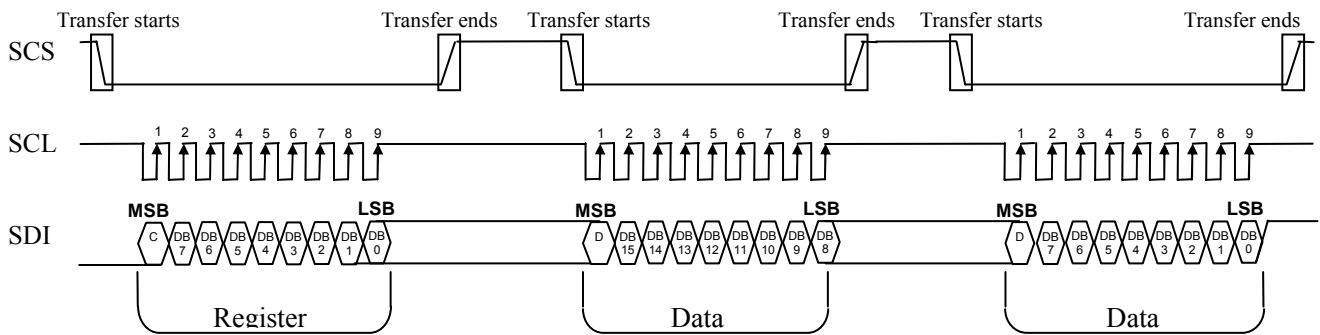 Transfer starts Transfer ends Transfer starts Transfer ends Transfer starts Transfer ends
SCS
SCL 1 2 3 4 5 6 7 8 9 1 2 3 4 5 6 7 8 9 1 2 3 4 5 6 7 8 9
MSB LSB MSB LSB MSB LSB
SDI C DB7 DB6 DB5 DB4 DB3 DB2 DB1 DB0 D DB15 DB14 DB13 DB12 DB11 DB10 DB9 DB8 D DB7 DB6 DB5 DB4 DB3 DB2 DB1 DB0
Register Data Data